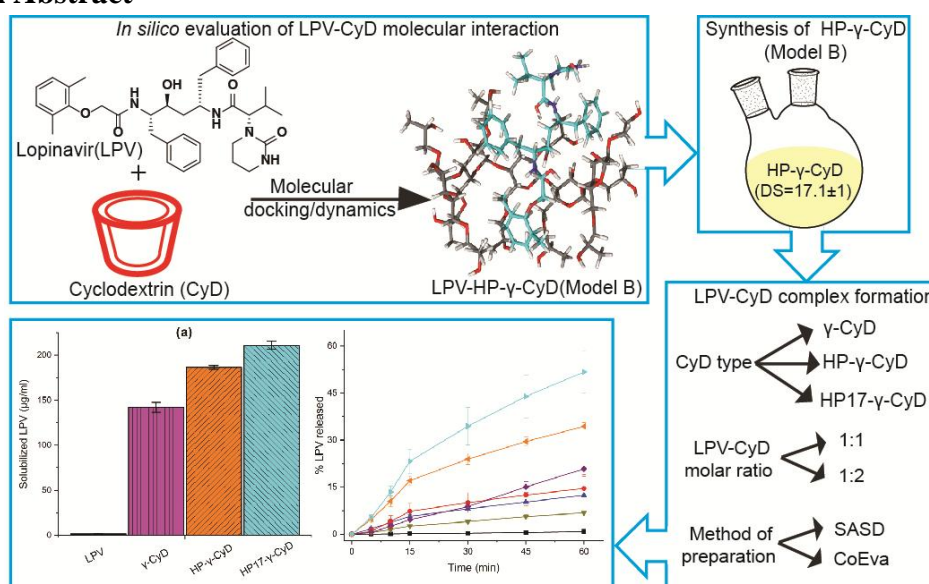 In silico evaluation of LPV-CyD molecular interaction
OH
H
N
O
O
N
H
O
N
O
NH
Lopinavir(LPV)
+
Cyclodextrin (CyD)
Molecular
docking/dynamics
LPV-HP-γ-CyD(Model B)
Synthesis of HP-γ-CyD
(Model B)
HP-γ-CyD
(DS=17.1±1)
LPV-CyD complex formation
CyD type
γ-CyD
HP-γ-CyD
HP17-γ-CyD
LPV-CyD
molar ratio
1:1
1:2
Method of
preparation
SASD
CoEva
(a)
Solubilized LPV (µg/ml)
200
150
100
50
0
LPV
γ-CyD
HP-γ-CyD
HP17-γ-CyD
% LPV released
60
45
30
15
0
0 15 30 45 60
Time (min)